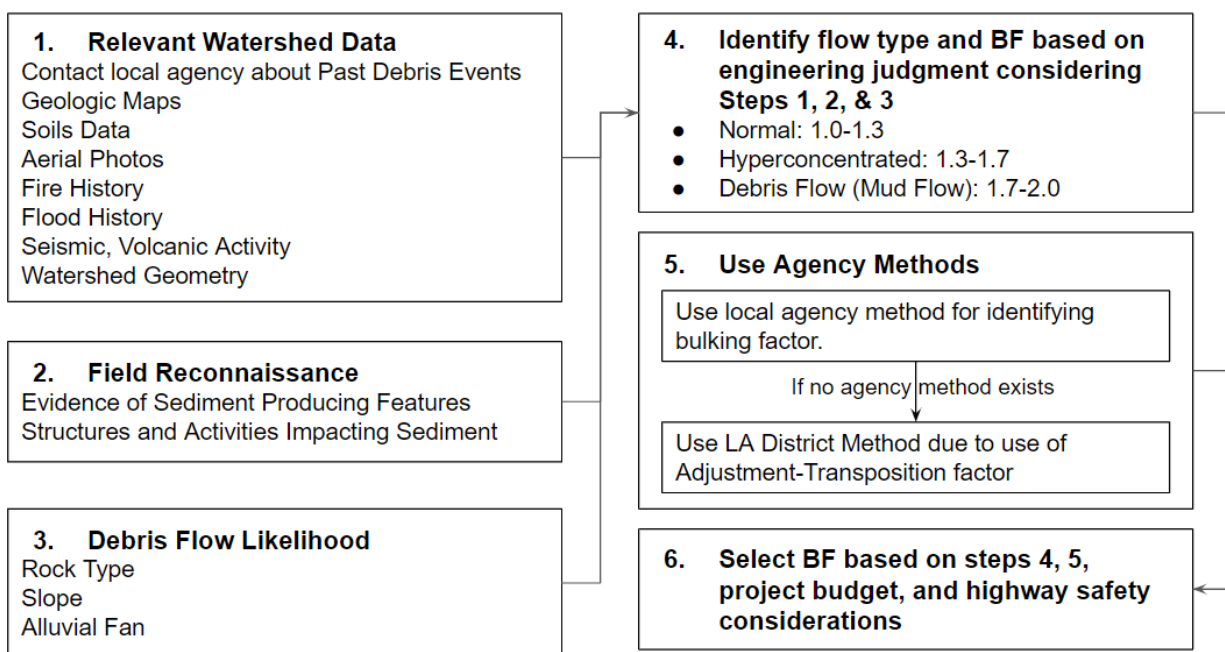 1. Relevant Watershed Data
Contact local agency about Past Debris Events
Geologic Maps
Soils Data
Aerial Photos
Fire History
Flood History
Seismic, Volcanic Activity
Watershed Geometry
2. Field Reconnaissance
Evidence of Sediment Producing Features
Structures and Activities Impacting Sediment
3. Debris Flow Likelihood
Rock Type
Slope
Alluvial Fan
4. Identify flow type and BF based on
engineering judgment considering
Steps 1, 2, & 3
● Normal: 1.0-1.3
● Hyperconcentrated: 1.3-1.7
● Debris Flow (Mud Flow): 1.7-2.0
5. Use Agency Methods
Use local agency method for identifying
bulking factor.
If no agency method exists
Use LA District Method due to use of
Adjustment-Transposition factor
6. Select BF based on steps 4, 5,
project budget, and highway safety
considerations